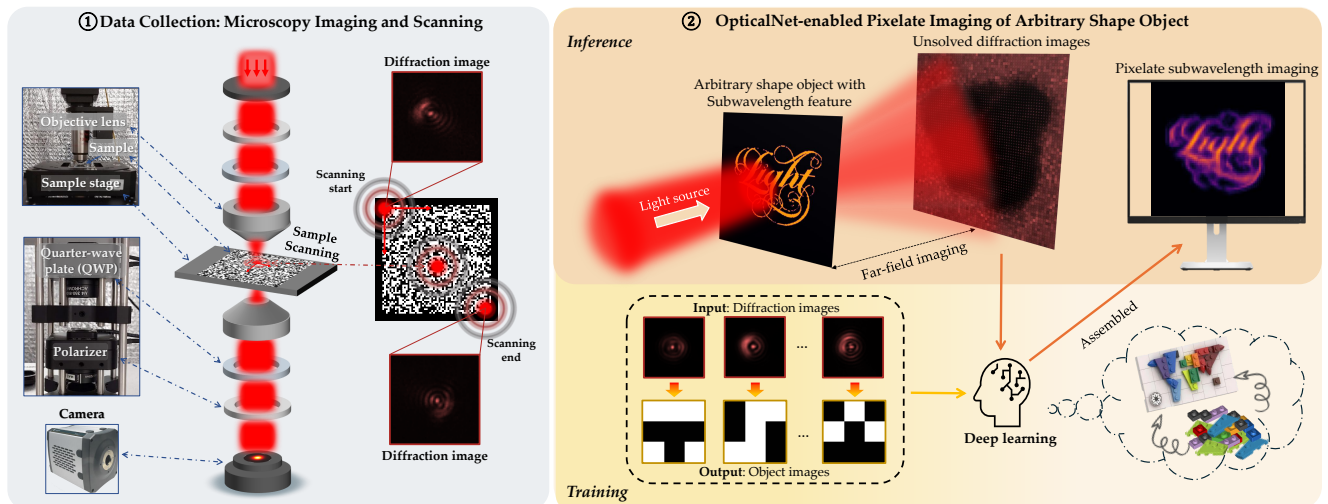 ① Data Collection: Microscopy Imaging and Scanning
Objective lens
Sample
Sample stage
Quarter-wave
plate (QWP)
Polarizer
Camera
Sample
Scanning
Diffraction image
Scanning
start
Scanning
end
Diffraction image
② OpticalNet-enabled Pixelate Imaging of Arbitrary Shape Object
Inference
Light source
Arbitrary shape object with
Subwavelength feature
Light
Unsolved diffraction images
Far-field imaging
Pixelate subwavelength imaging
Light
Input: Diffraction images
...
...
Output: Object images
Training
Deep learning
Assembled